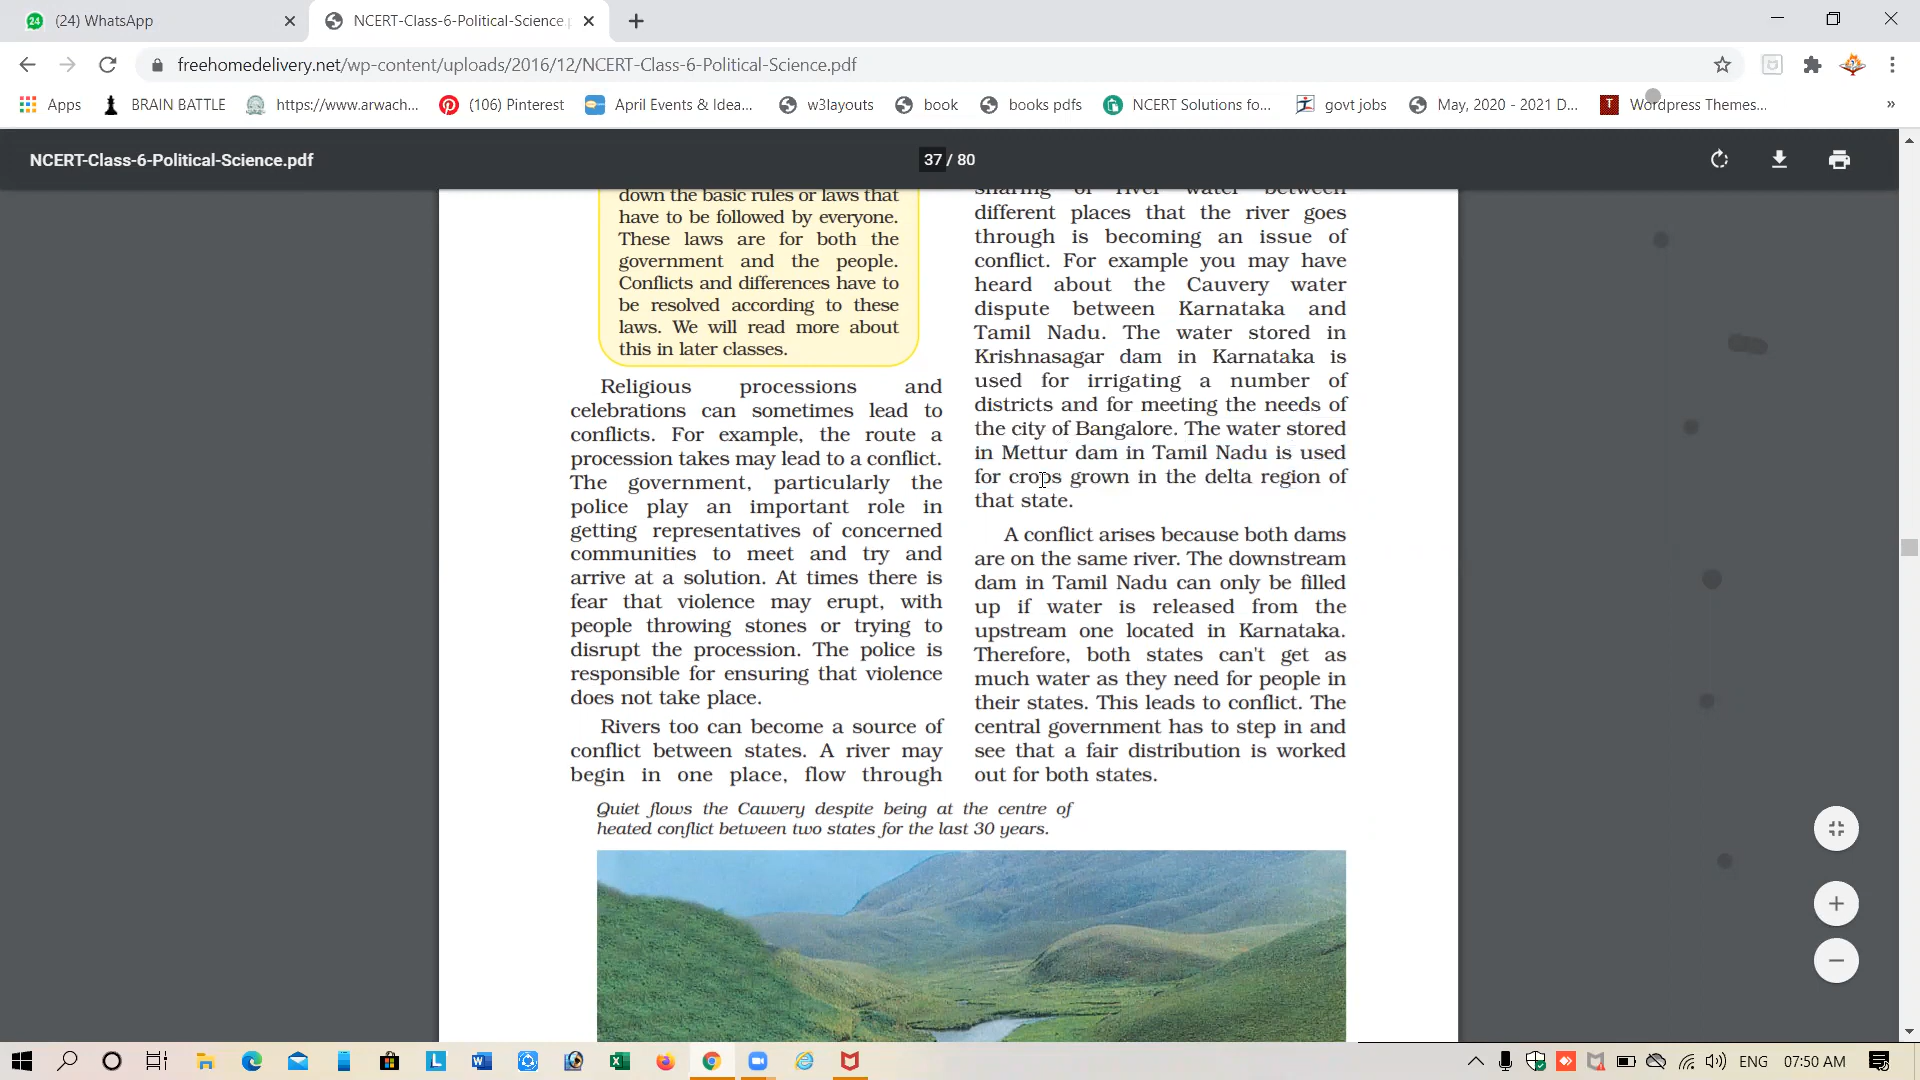 (24) WhatsApp
NCERT-Class-6-Political-Science.p
freehomedelivery.net/wp-content/uploads/2016/12/NCERT-Class-6-Political-Science.pdf
Apps
BRAIN BATTLE
https://www.arwach...
(106) Pinterest
April Events & Idea...
w3layouts
book
books pdfs
NCERT Solutions fo...
govt jobs
May, 2020 - 2021 D...
Wordpress Themes...
»
NCERT-Class-6-Political-Science.pdf
37 / 80
down the basic rules or laws that
have to be followed by everyone.
These laws are for both the
government and the people.
Conflicts and differences have to
be resolved according to these
laws. We will read more about
this in later classes.
Religious processions and
celebrations can sometimes lead to
conflicts. For example, the route a
procession takes may lead to a conflict.
The government, particularly the
police play an important role in
getting representatives of concerned
communities to meet and try and
arrive at a solution. At times there is
fear that violence may erupt, with
people throwing stones or trying to
disrupt the procession. The police is
responsible for ensuring that violence
does not take place.
Rivers too can become a source of
conflict between states. A river may
begin in one place, flow through
sharing of river water between
different places that the river goes
through is becoming an issue of
conflict. For example you may have
heard about the Cauvery water
dispute between Karnataka and
Tamil Nadu. The water stored in
Krishnasagar dam in Karnataka is
used for irrigating a number of
districts and for meeting the needs of
the city of Bangalore. The water stored
in Mettur dam in Tamil Nadu is used
for crops grown in the delta region of
that state.
A conflict arises because both dams
are on the same river. The downstream
dam in Tamil Nadu can only be filled
up if water is released from the
upstream one located in Karnataka.
Therefore, both states can't get as
much water as they need for people in
their states. This leads to conflict. The
central government has to step in and
see that a fair distribution is worked
out for both states.
Quiet flows the Cauvery despite being at the centre of
heated conflict between two states for the last 30 years.
ENG
07:50 AM